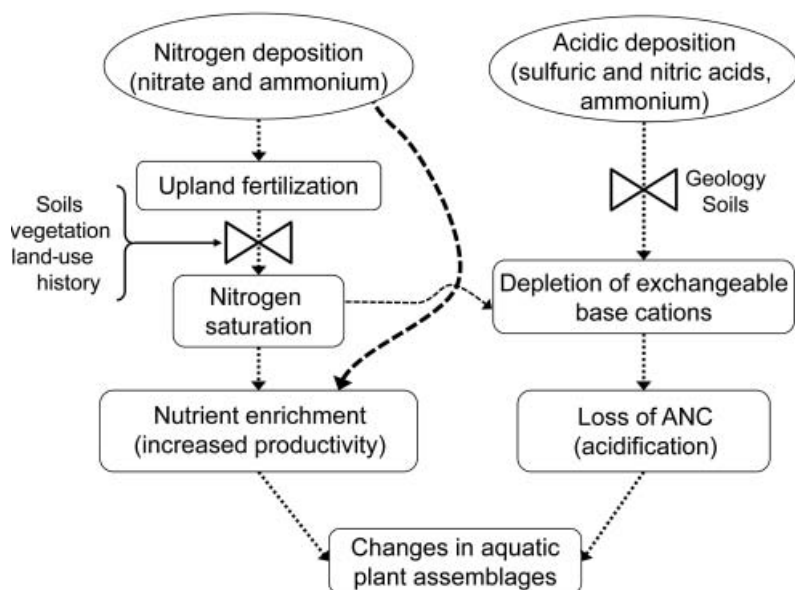 Nitrogen deposition
(nitrate and ammonium)
Acidic deposition
(sulfuric and nitric acids,
ammonium)
Upland fertilization
Geology
Soils
Soils
vegetation
land-use
history
Nitrogen
saturation
Depletion of exchangeable
base cations
Nutrient enrichment
(increased productivity)
Loss of ANC
(acidification)
Changes in aquatic
plant assemblages